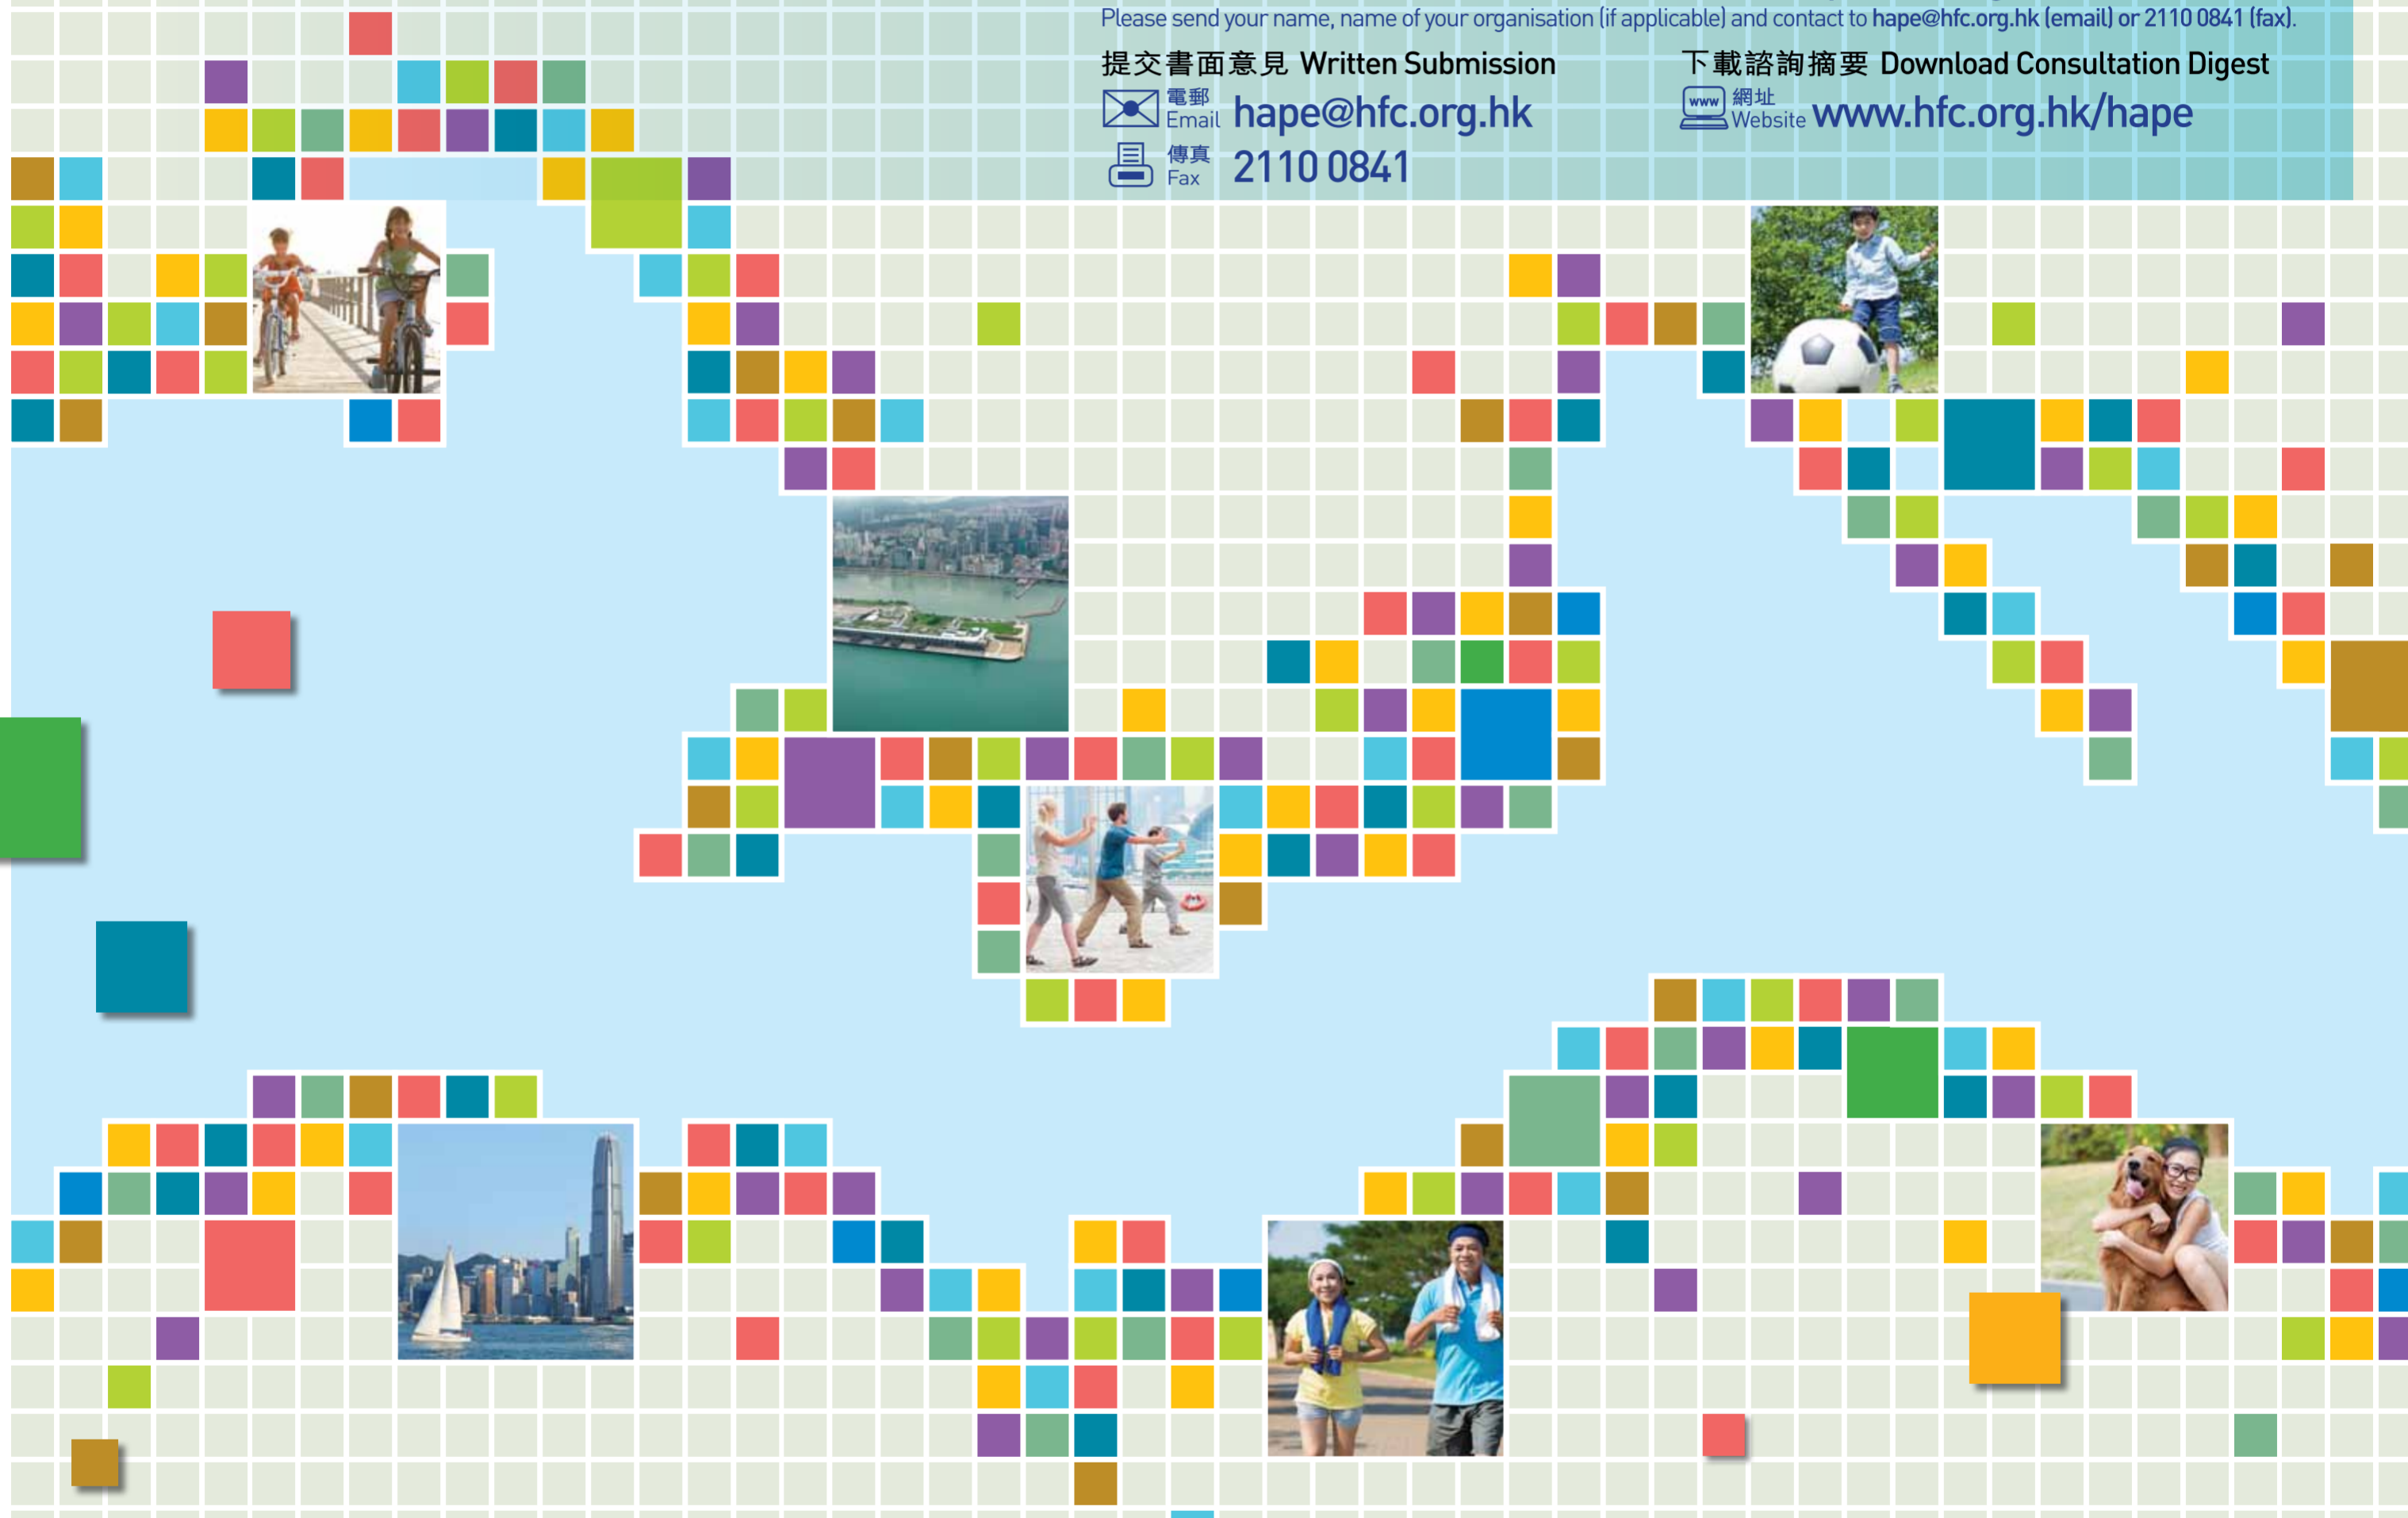 Please send your name, name of your organisation (if applicable) and contact to hape@hfc.org.hk (email) or 2110 0841 (fax).
提交書面意見 Written Submission
電郵
Email hape@hfc.org.hk
傳真
Fax 2110 0841
下載諮詢摘要 Download Consultation Digest
www 網址
Website www.hfc.org.hk/hape